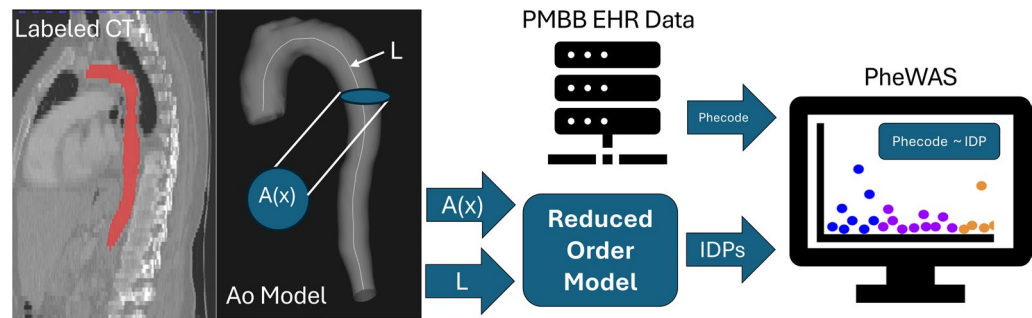 Labeled CT
L
A(x)
Ao Model
A(x)
L
PMBB EHR Data
Phecode
Reduced
Order
Model
IDPs
PheWAS
Phecode ~ IDP